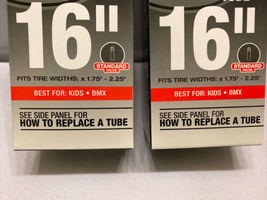 16"
STANDARD
VALVE
FITS TIRE WIDTHS: x 1.75" - 2.25"
BEST FOR: KIDS • BMX
SEE SIDE PANEL FOR
HOW TO REPLACE A TUBE
16"
STANDARD
VALVE
FITS TIRE WIDTHS: x 1.75" - 2.25"
BEST FOR: KIDS • BMX
SEE SIDE PANEL FOR
HOW TO REPLACE A TUBE